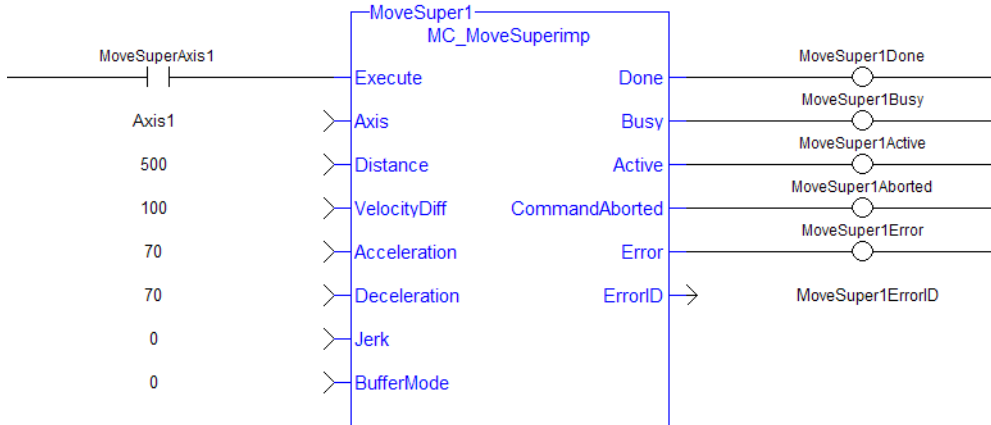 MoveSuper1
MC_MoveSuperimp
MoveSuperAxis1 Execute Done MoveSuper1Done
Axis1 Axis Busy MoveSuper1Busy
500 Distance Active MoveSuper1Active
100 VelocityDiff CommandAborted MoveSuper1Aborted
70 Acceleration Error MoveSuper1Error
70 Deceleration ErrorID MoveSuper1ErrorID
0 Jerk
0 BufferMode